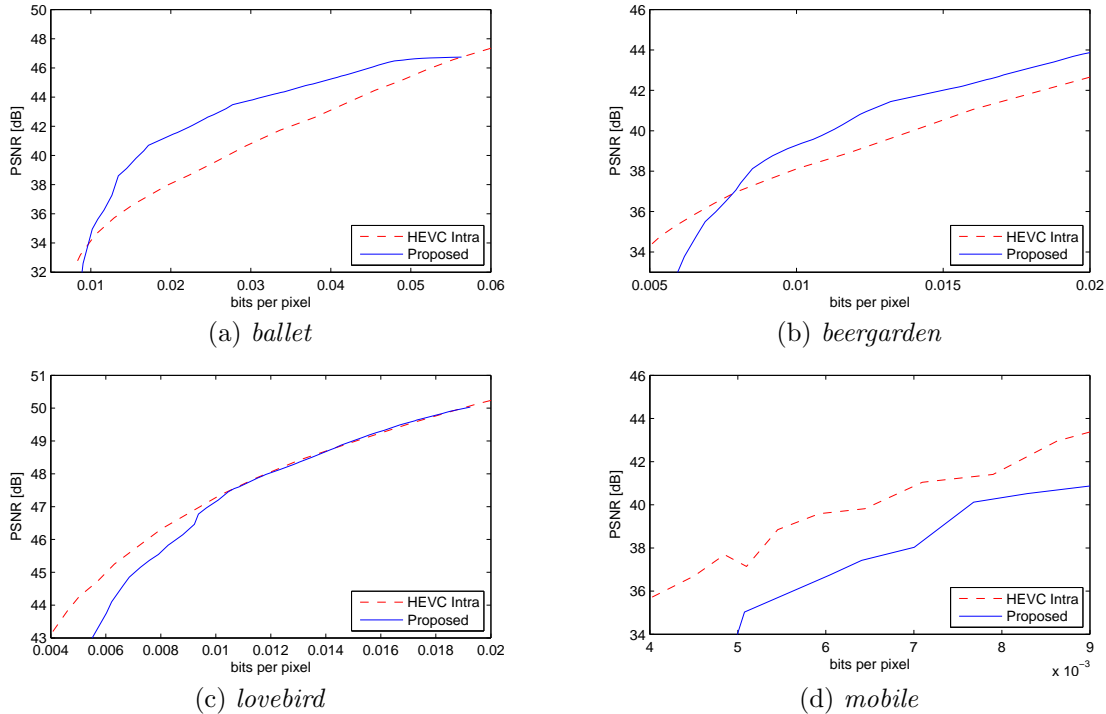 50
48
46
44
42
40
38
36
34
32
PSNR [dB]
0.01 0.02 0.03 0.04 0.05 0.06
bits per pixel
HEVC Intra
Proposed
(a) ballet
46
44
42
40
38
36
34
PSNR [dB]
0.005 0.01 0.015 0.02
bits per pixel
HEVC Intra
Proposed
(b) beergarden
51
50
49
48
47
46
45
44
43
PSNR [dB]
0.004 0.006 0.008 0.01 0.012 0.014 0.016 0.018 0.02
bits per pixel
HEVC Intra
Proposed
(c) lovebird
46
44
42
40
38
36
34
PSNR [dB]
4 5 6 7 8 9
bits per pixel
x 10⁻³
HEVC Intra
Proposed
(d) mobile